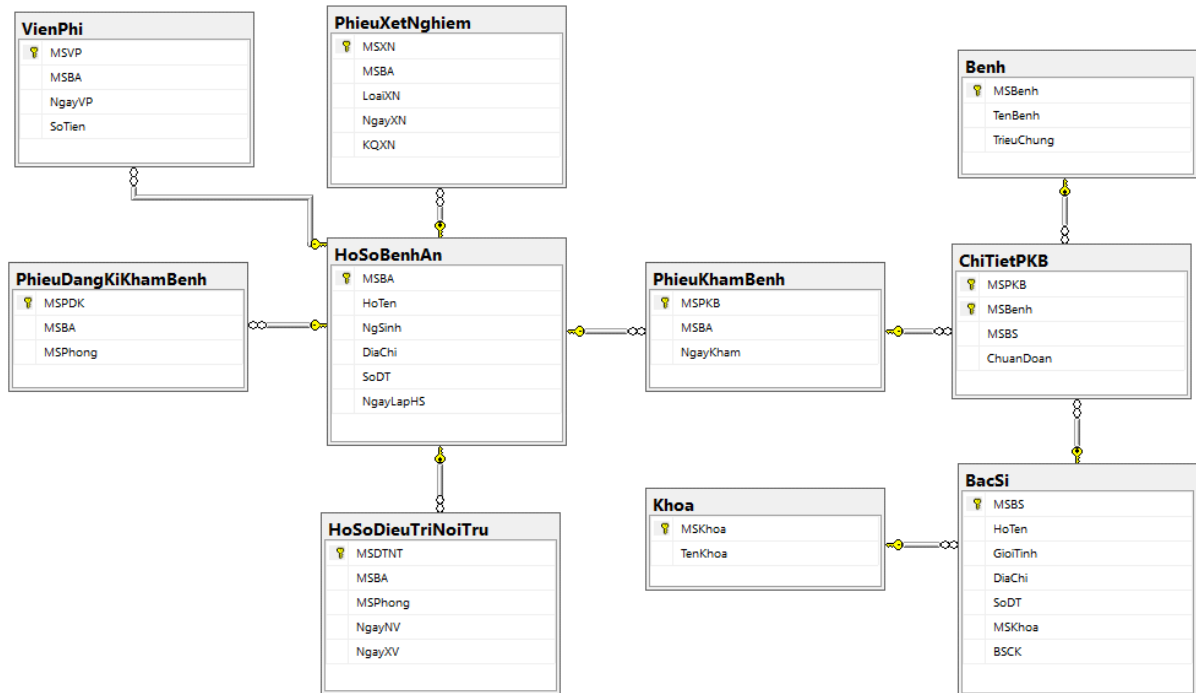 VienPhi
MSVP
MSBA
NgayVP
SoTien
PhieuXetNghiem
MSXN
MSBA
LoaiXN
NgayXN
KQXN
Benh
MSBenh
TenBenh
TrieuChung
PhieuDangKiKhamBenh
MSPDK
MSBA
MSPhong
HoSoBenhAn
MSBA
HoTen
NgSinh
DiaChi
SoDT
NgayLapHS
PhieuKhamBenh
MSPKB
MSBA
NgayKham
ChiTietPKB
MSPKB
MSBenh
MSBS
ChuanDoan
HoSoDieuTriNoiTru
MSDTNT
MSBA
MSPhong
NgayNV
NgayXV
Khoa
MSKhoa
TenKhoa
BacSi
MSBS
HoTen
GioiTinh
DiaChi
SoDT
MSKhoa
BSCK